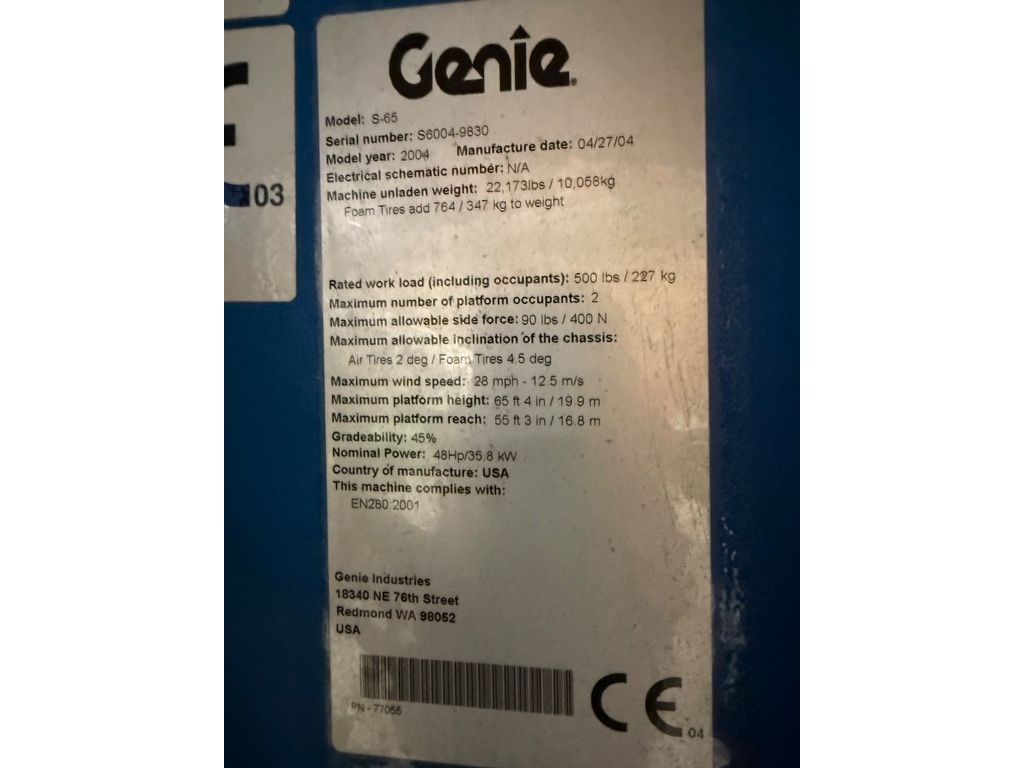 Genie
Model: S-65
Serial number: S6004-9830
Model year: 2004 Manufacture date: 04/27/04
Electrical schematic number: N/A
Machine unladen weight: 22,173lbs / 10,058kg
Foam Tires add 764 / 347 kg to weight
Rated work load (including occupants): 500 lbs / 227 kg
Maximum number of platform occupants: 2
Maximum allowable side force: 90 lbs / 400 N
Maximum allowable inclination of the chassis:
Air Tires 2 deg / Foam Tires 4.5 deg
Maximum wind speed: 28 mph - 12.5 m/s
Maximum platform height: 65 ft 4 in / 19.9 m
Maximum platform reach: 55 ft 3 in / 16.8 m
Gradeability: 45%
Nominal Power: 48Hp/35.8 kW
Country of manufacture: USA
This machine complies with:
EN280:2001
Genie Industries
18340 NE 76th Street
Redmond WA 98052
USA
PN - 77055
CE 04
03